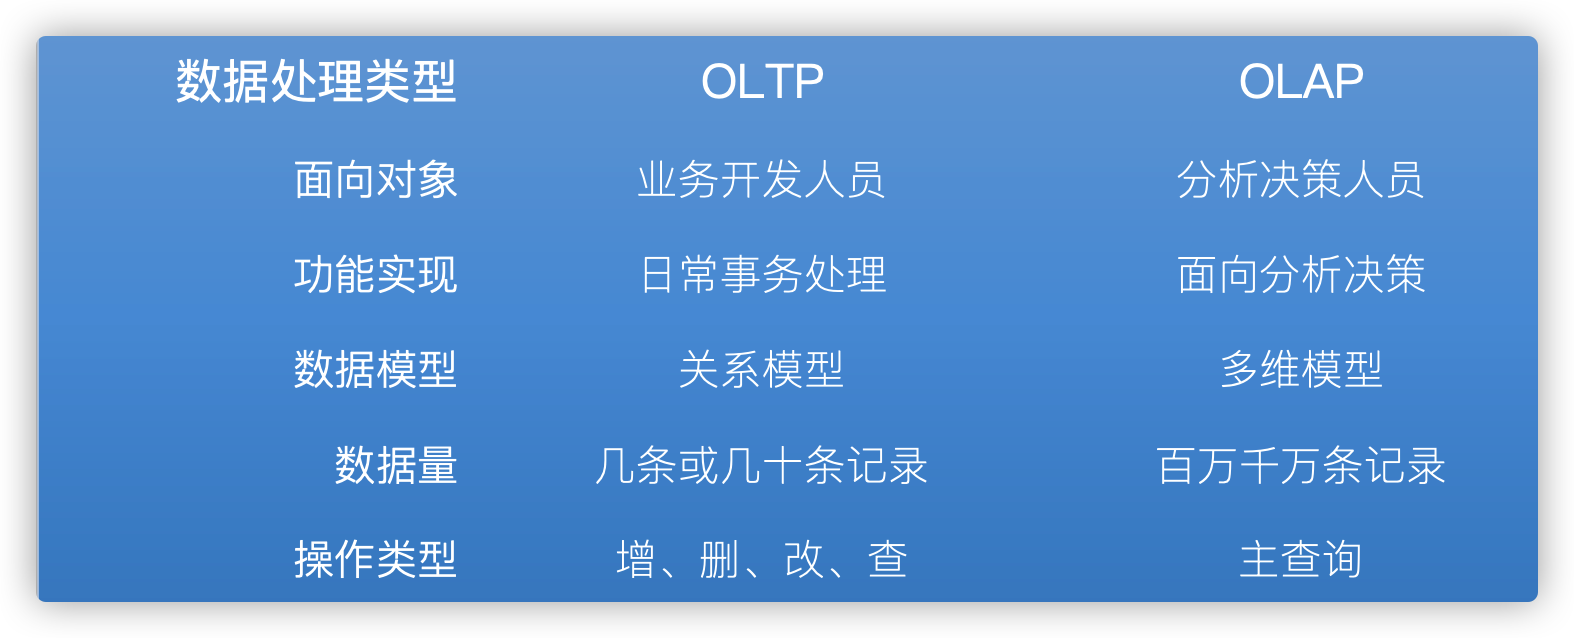 数据处理类型 OLTP OLAP
面向对象 业务开发人员 分析决策人员
功能实现 日常事务处理 面向分析决策
数据模型 关系模型 多维模型
数据量 几条或几十条记录 百万千万条记录
操作类型 增、删、改、查 主查询